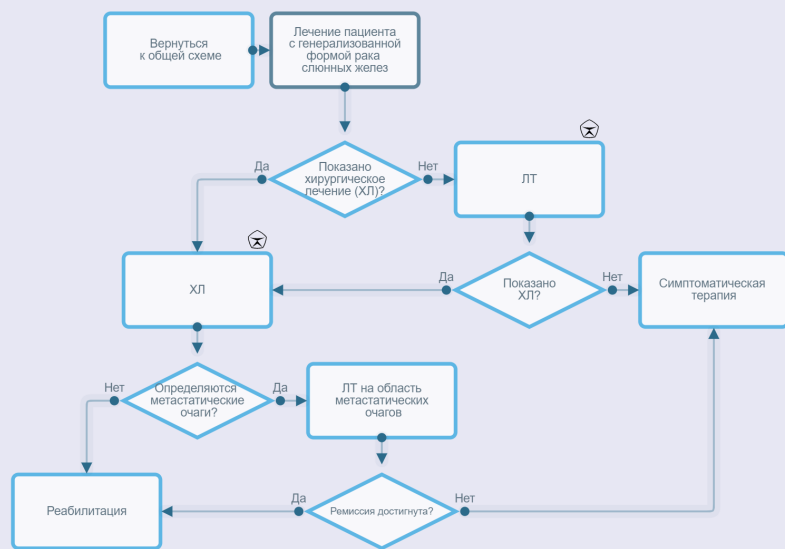 Вернуться
к общей схеме
Лечение пациента
с генерализованной
формой рака
слюнных желез
Да
Показано
хирургическое
лечение (ХЛ)?
Нет
ЛТ
ХЛ
Да
Показано
ХЛ?
Нет
Симптоматическая
терапия
Нет
Определяются
метастатические
очаги?
Да
ЛТ на область
метастатических
очагов
Реабилитация
Да
Ремиссия достигнута?
Нет